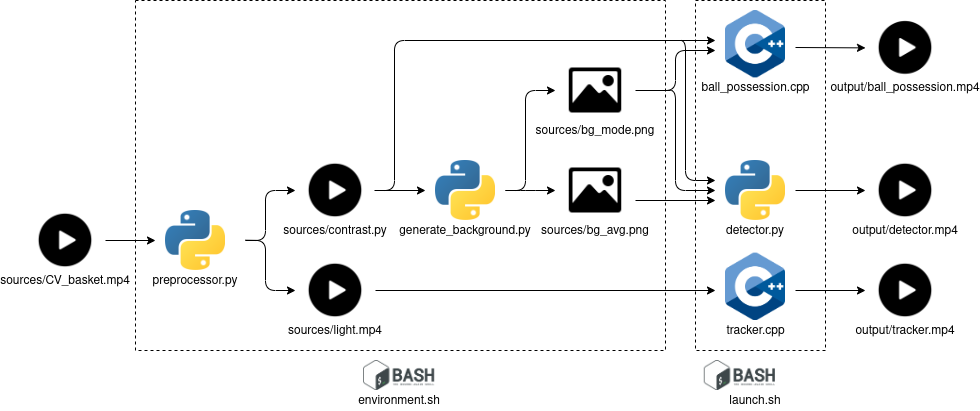 ball_possession.cpp
output/ball_possession.mp4
sources/bg_mode.png
sources/contrast.py
generate_background.py
sources/bg_avg.png
detector.py
output/detector.mp4
sources/CV_basket.mp4
preprocessor.py
sources/light.mp4
tracker.cpp
output/tracker.mp4
C++
C++
$
BASH
environment.sh
$
BASH
launch.sh